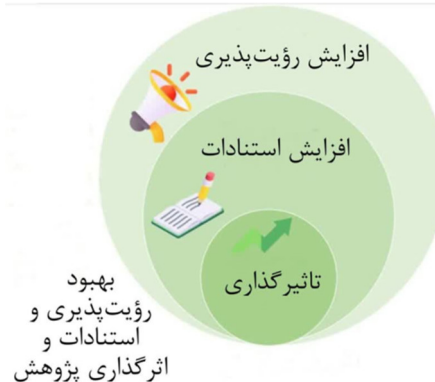 افزایش رؤیت‌پذیری
افزایش استنادات
تاثیرگذاری
بهبود
رؤیت‌پذیری و
استنادات و
اثرگذاری پژوهش